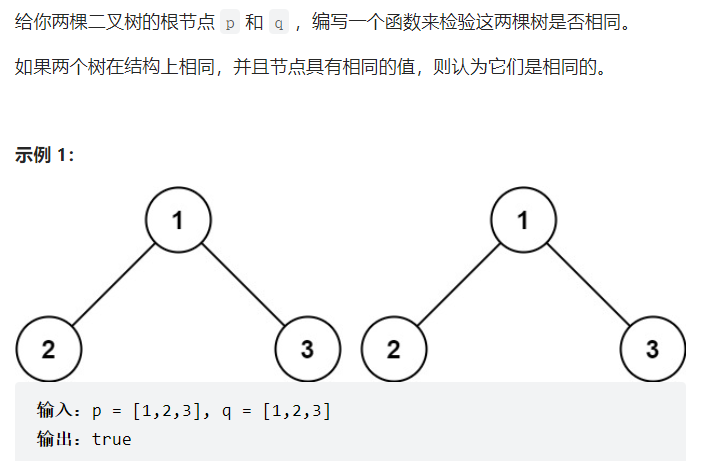 给你两棵二叉树的根节点 p 和 q ，编写一个函数来检验这两棵树是否相同。
如果两个树在结构上相同，并且节点具有相同的值，则认为它们是相同的。
示例 1：
1
1
2
3
2
3
输入：p = [1,2,3], q = [1,2,3]
输出：true